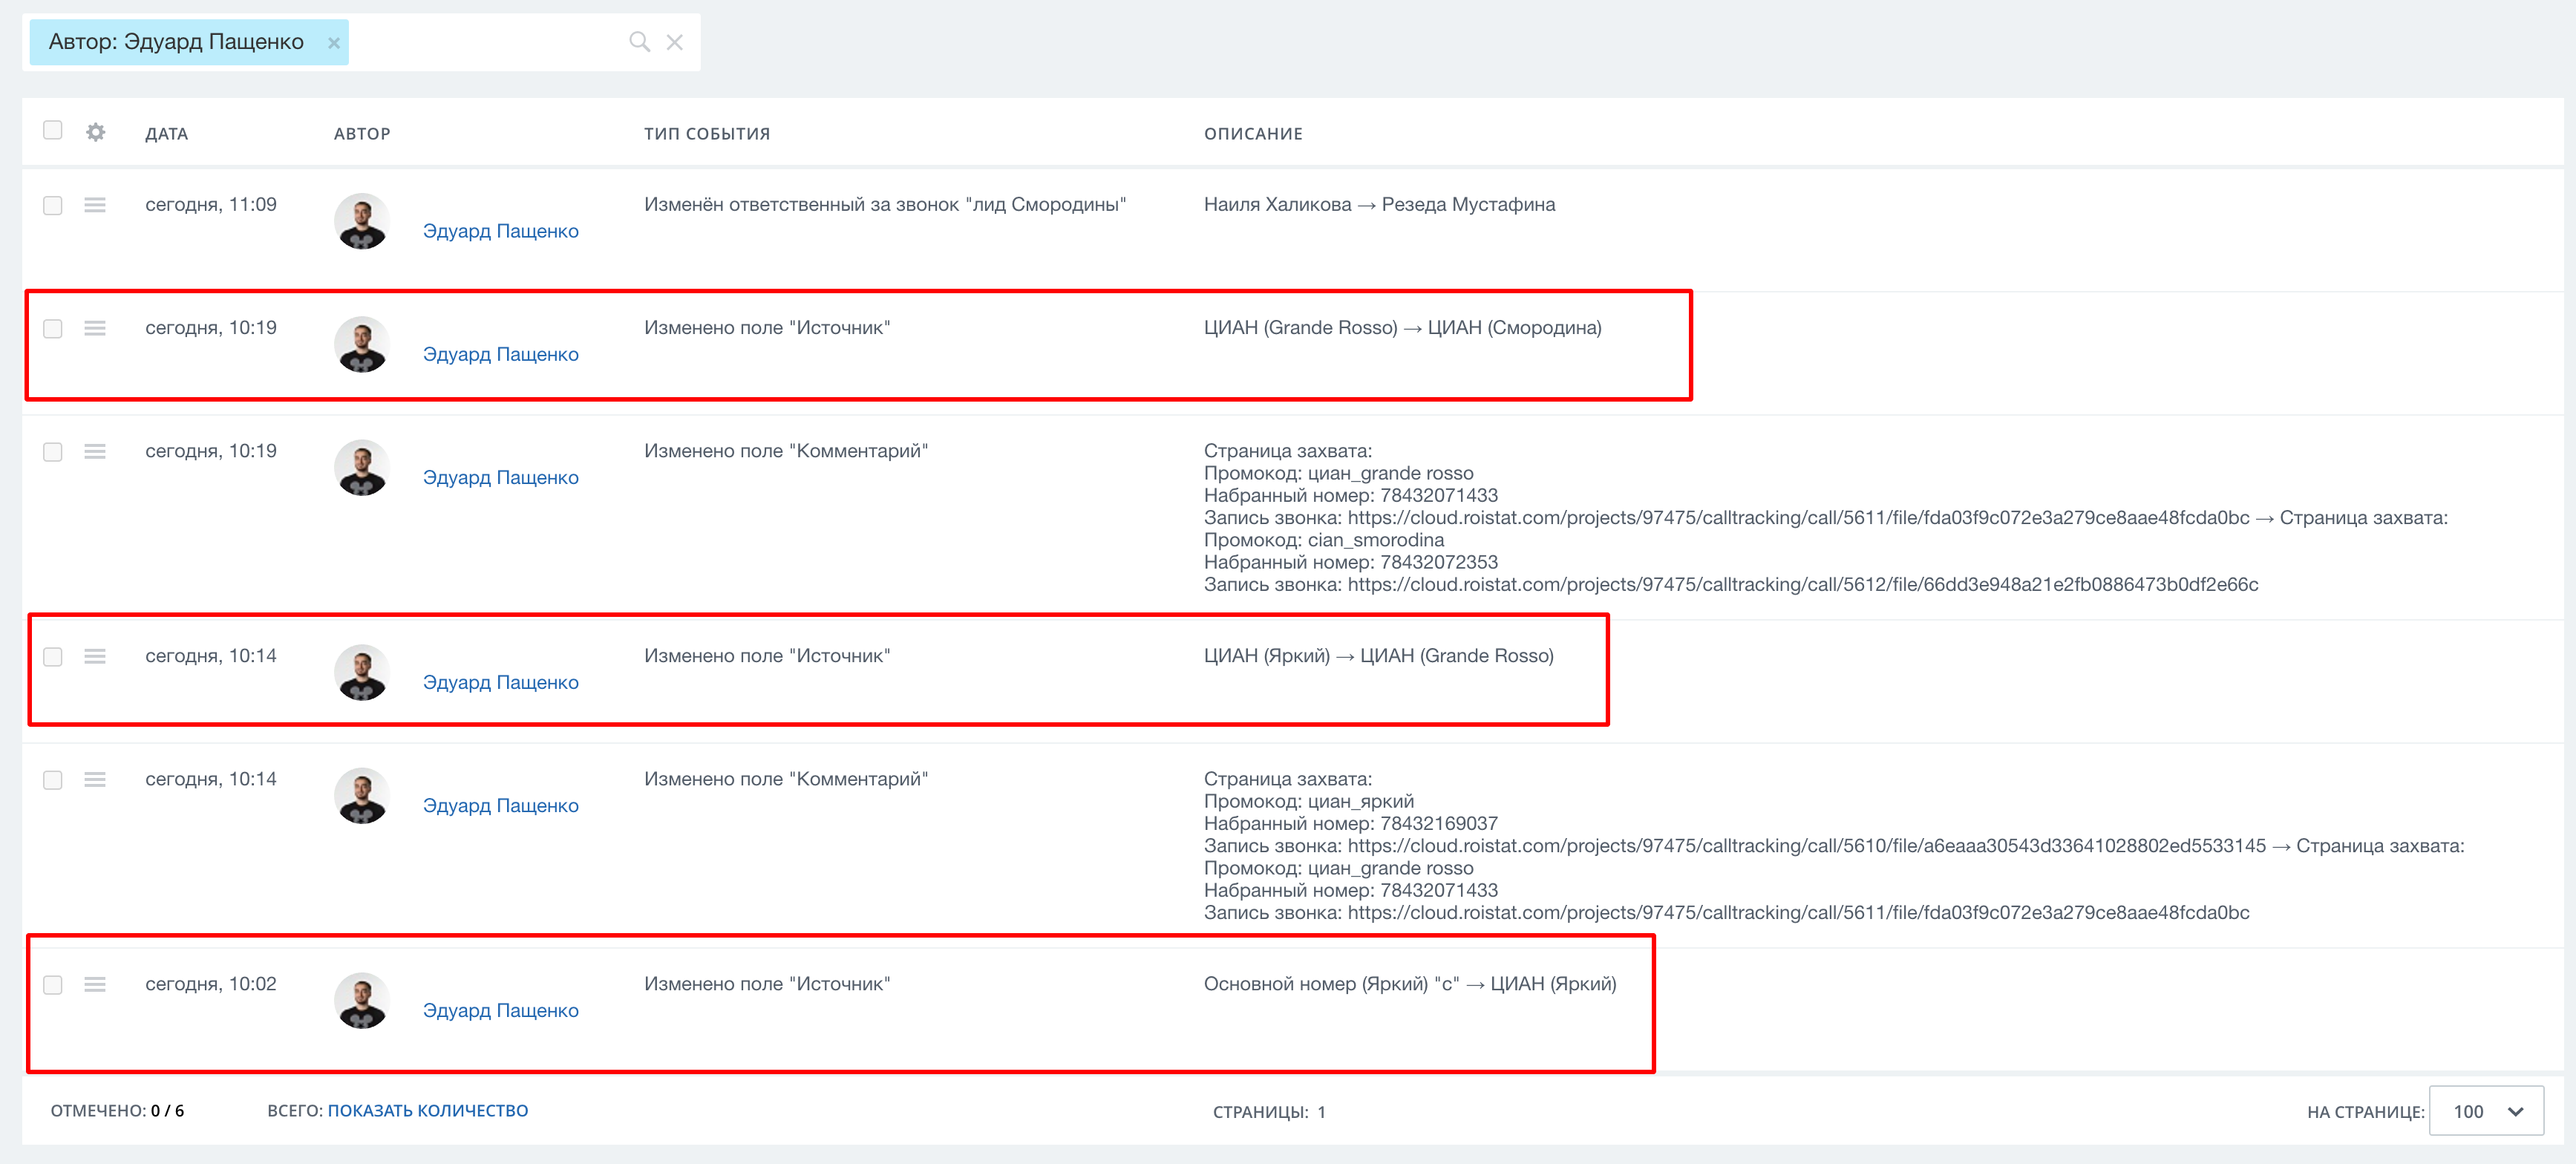 Автор: Эдуард Пащенко
ДАТА АВТОР ТИП СОБЫТИЯ ОПИСАНИЕ
сегодня, 11:09 Эдуард Пащенко Изменён ответственный за звонок "лид Смородины" Наиля Халикова → Резеда Мустафина
сегодня, 10:19 Эдуард Пащенко Изменено поле "Источник" ЦИАН (Grande Rosso) → ЦИАН (Смородина)
сегодня, 10:19 Эдуард Пащенко Изменено поле "Комментарий" Страница захвата:
Промокод: циан_grande rosso
Набранный номер: 78432071433
Запись звонка: https://cloud.roistat.com/projects/97475/calltracking/call/5611/file/fda03f9c072e3a279ce8aae48fcda0bc → Страница захвата:
Промокод: cian_smorodina
Набранный номер: 78432072353
Запись звонка: https://cloud.roistat.com/projects/97475/calltracking/call/5612/file/66dd3e948a21e2fb0886473b0df2e66c
сегодня, 10:14 Эдуард Пащенко Изменено поле "Источник" ЦИАН (Яркий) → ЦИАН (Grande Rosso)
сегодня, 10:14 Эдуард Пащенко Изменено поле "Комментарий" Страница захвата:
Промокод: циан_яркий
Набранный номер: 78432169037
Запись звонка: https://cloud.roistat.com/projects/97475/calltracking/call/5610/file/a6eaaa30543d33641028802ed5533145 → Страница захвата:
Промокод: циан_grande rosso
Набранный номер: 78432071433
Запись звонка: https://cloud.roistat.com/projects/97475/calltracking/call/5611/file/fda03f9c072e3a279ce8aae48fcda0bc
сегодня, 10:02 Эдуард Пащенко Изменено поле "Источник" Основной номер (Яркий) "с" → ЦИАН (Яркий)
ОТМЕЧЕНО: 0 / 6 ВСЕГО: ПОКАЗАТЬ КОЛИЧЕСТВО СТРАНИЦЫ: 1 НА СТРАНИЦЕ: 100